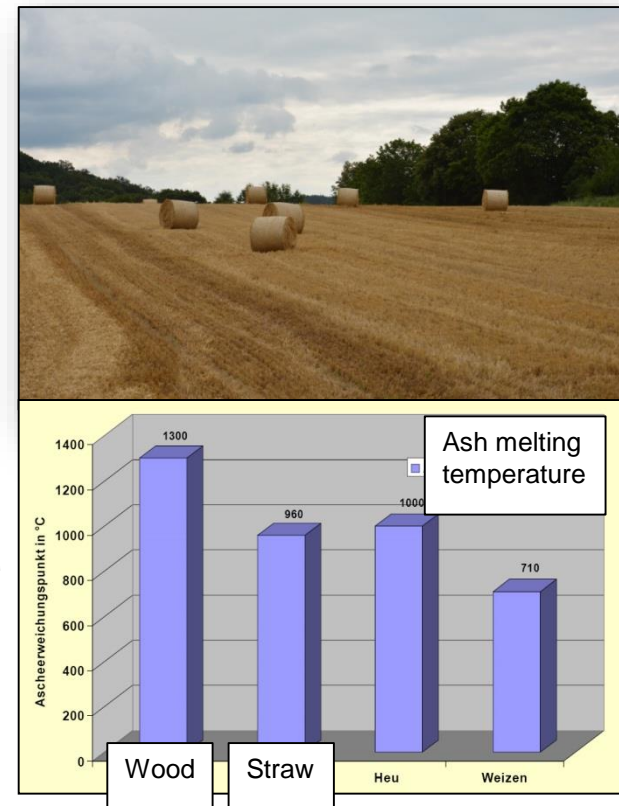 Ash melting
temperature
1300
960
1000
710
Ascheerweichungspunkt in °C
1400
1200
1000
800
600
400
200
0
Wood
Straw
Heu
Weizen